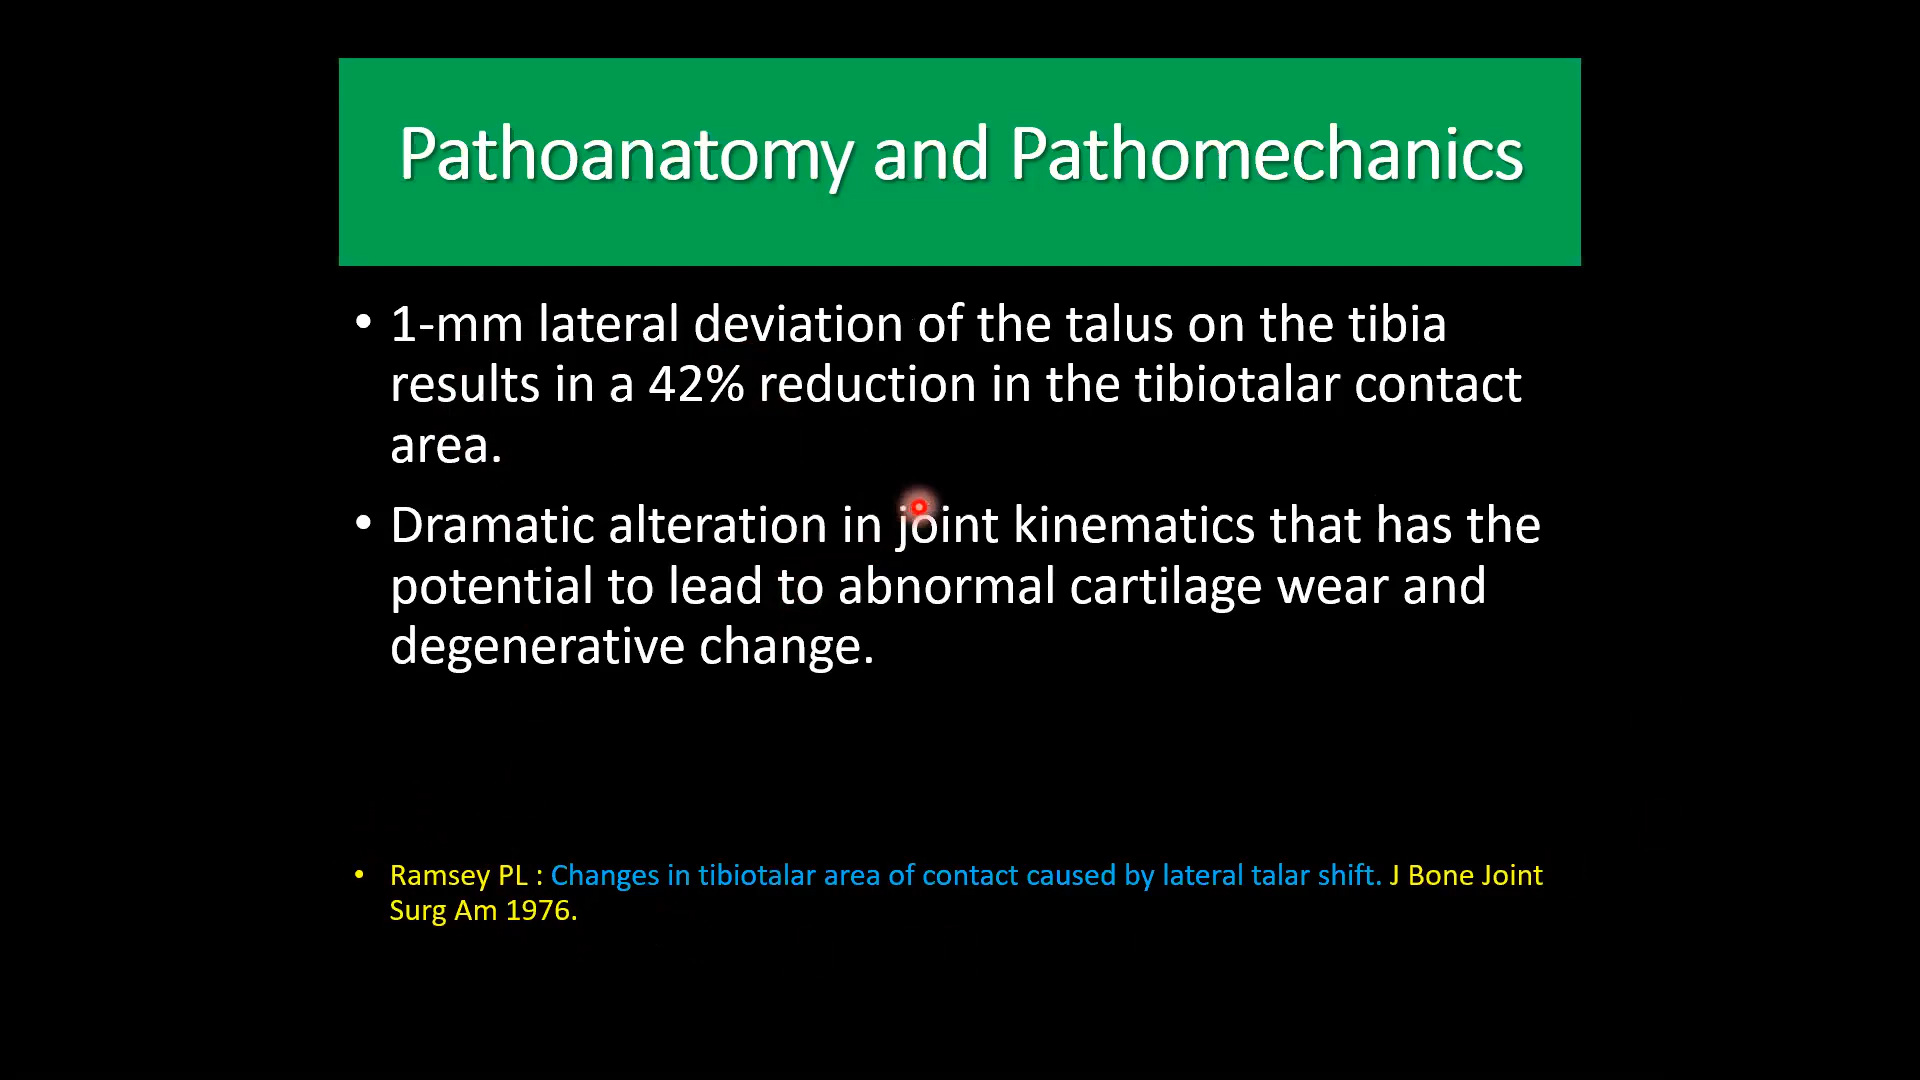 Pathoanatomy and Pathomechanics
• 1-mm lateral deviation of the talus on the tibia
results in a 42% reduction in the tibiotalar contact
area.
• Dramatic alteration in joint kinematics that has the
potential to lead to abnormal cartilage wear and
degenerative change.
• Ramsey PL : Changes in tibiotalar area of contact caused by lateral talar shift. J Bone Joint
Surg Am 1976.